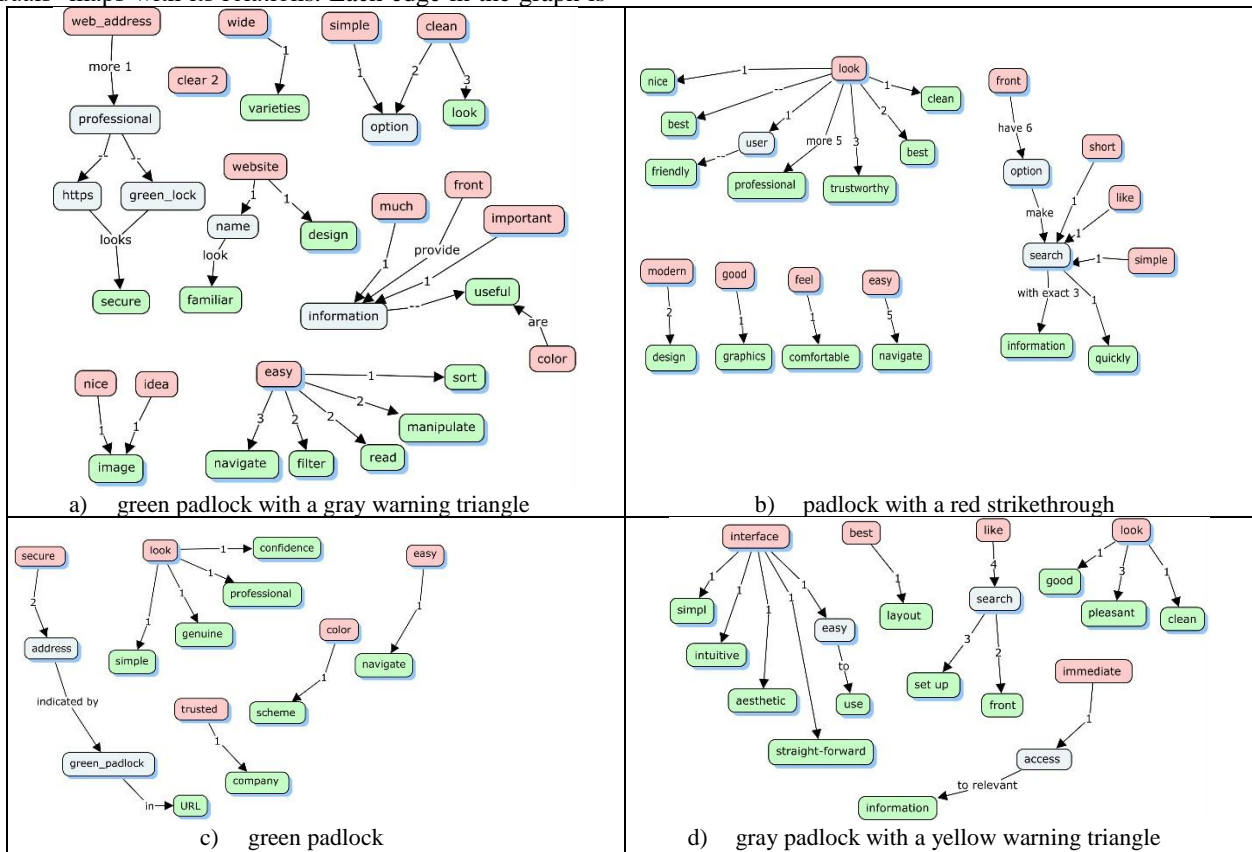 duals' maps with its relations. Each edge in the graph is
web_address
wide
simple
clean
more 1
1
1
2
3
clear 2
varieties
professional
option
look
--
--
website
https
green_lock
1
1
front
much
important
name
design
looks
look
provide
1
1
secure
familiar
information
--
useful
are
color
nice
idea
easy
1
sort
1
1
3
2
2
2
manipulate
image
navigate
filter
read
a) green padlock with a gray warning triangle
look
nice
1
1
clean
front
--
best
1
more 5
3
2
have 6
user
best
short
friendly
--
professional
trustworthy
option
make
1
like
1
search
1
simple
modern
good
feel
easy
with exact 3
1
2
1
1
5
design
graphics
comfortable
navigate
information
quickly
b) padlock with a red strikethrough
secure
look
1
confidence
easy
1
professional
2
1
1
1
genuine
color
address
simple
navigate
1
indicated by
trusted
scheme
1
green_padlock
company
in
URL
c) green padlock
interface
best
like
look
1
1
1
1
1
1
4
1
3
1
simpl
good
search
easy
layout
pleasant
clean
intuitive
3
2
to
set up
front
immediate
aesthetic
use
1
straight-forward
access
to relevant
information
d) gray padlock with a yellow warning triangle